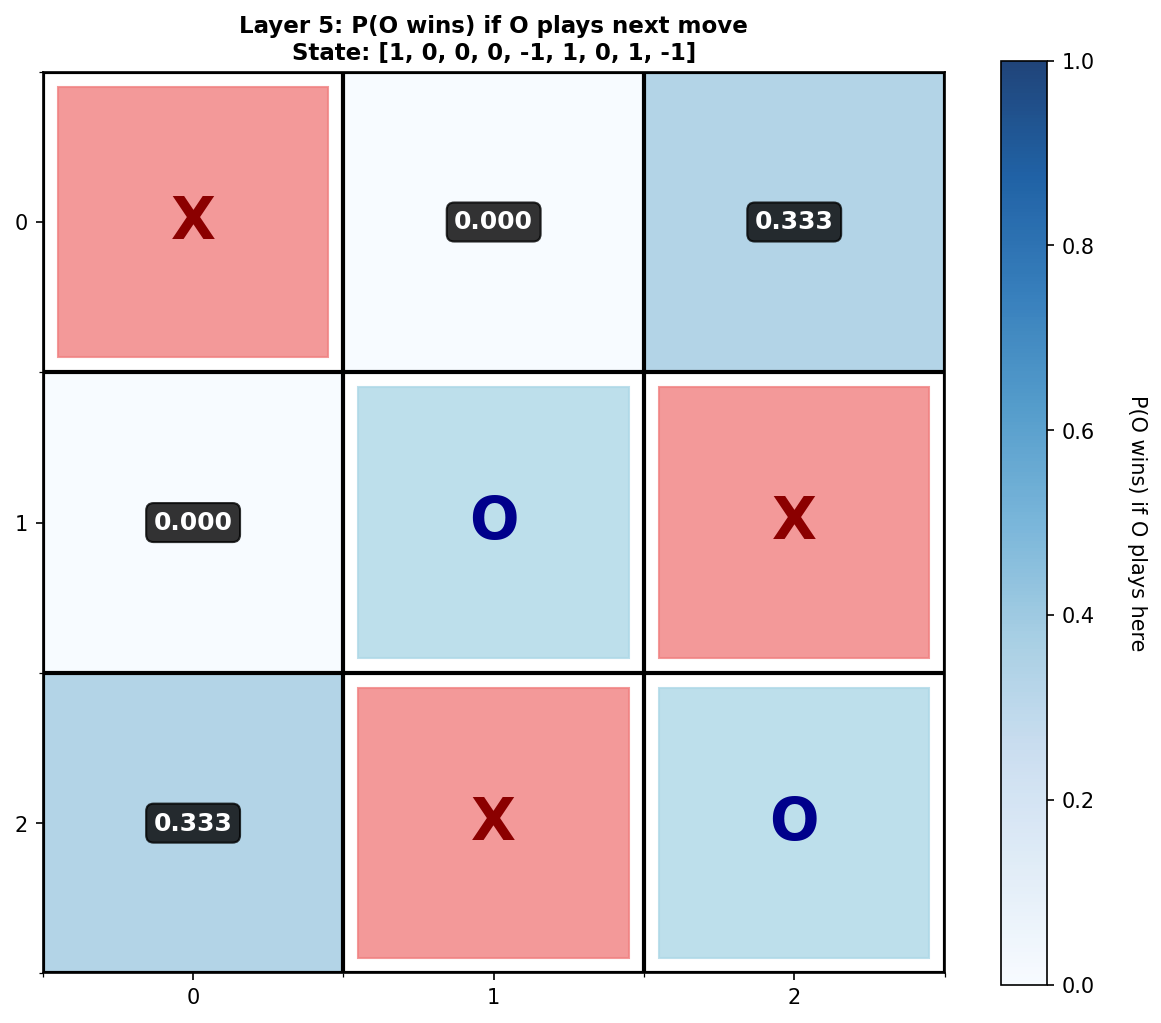 Layer 5: P(O wins) if O plays next move
State: [1, 0, 0, 0, -1, 1, 0, 1, -1]
X
0.000
0.333
0.000
O
X
0.333
X
O
0
1
2
0
1
2
1.0
0.8
0.6
0.4
0.2
0.0
P(O wins) if O plays here